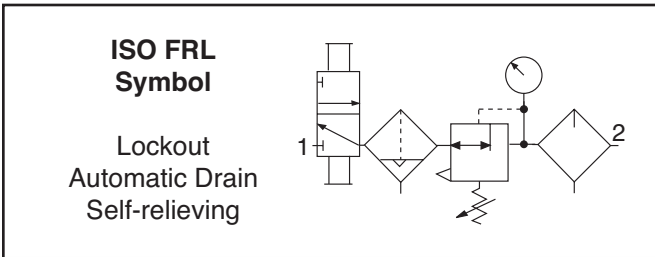 ISO FRL
Symbol
Lockout
Automatic Drain
Self-relieving
1
2